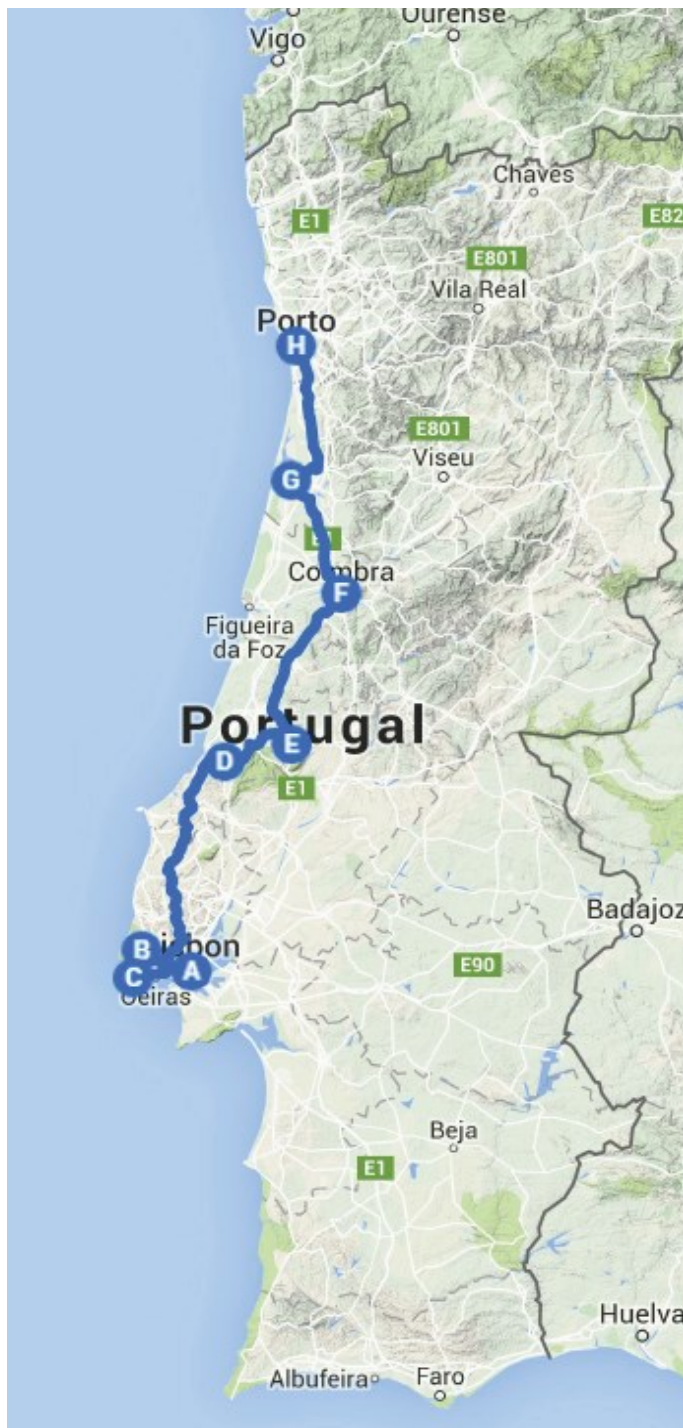 Ourense
Vigo
Chaves
E1
E82
E801
Vila Real
Porto
H
E801
Viseu
G
Coimbra
F
Figueira
da Foz
Portugal
E
D
E1
Badajoz
B
isbon
A
E90
C
Oeiras
Beja
E1
Huelva
Albufeira
Faro